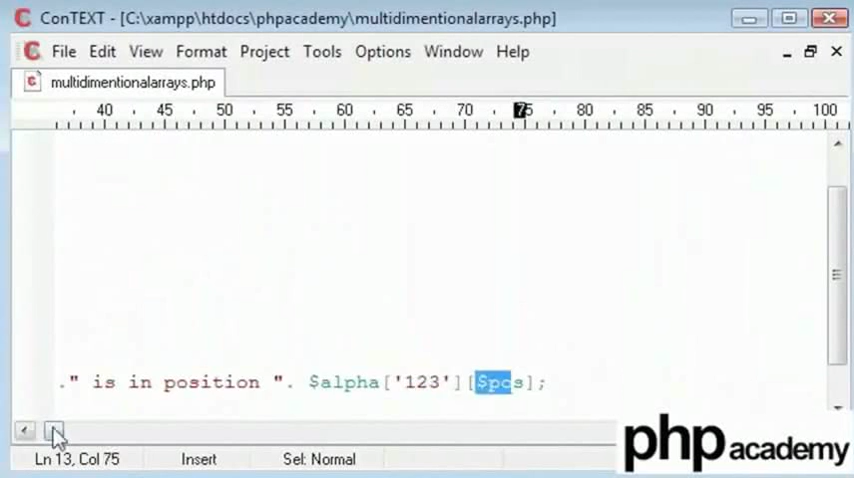 ConTEXT - [C:\xampp\htdocs\phpacademy\multidimentionalarrays.php]
File Edit View Format Project Tools Options Window Help
multidimentionalarrays.php
40 45 50 55 60 65 70 75 80 85 90 95 100
." is in position ". $alpha['123'][$pos];
Ln 13, Col 75 Insert Sel: Normal
php academy